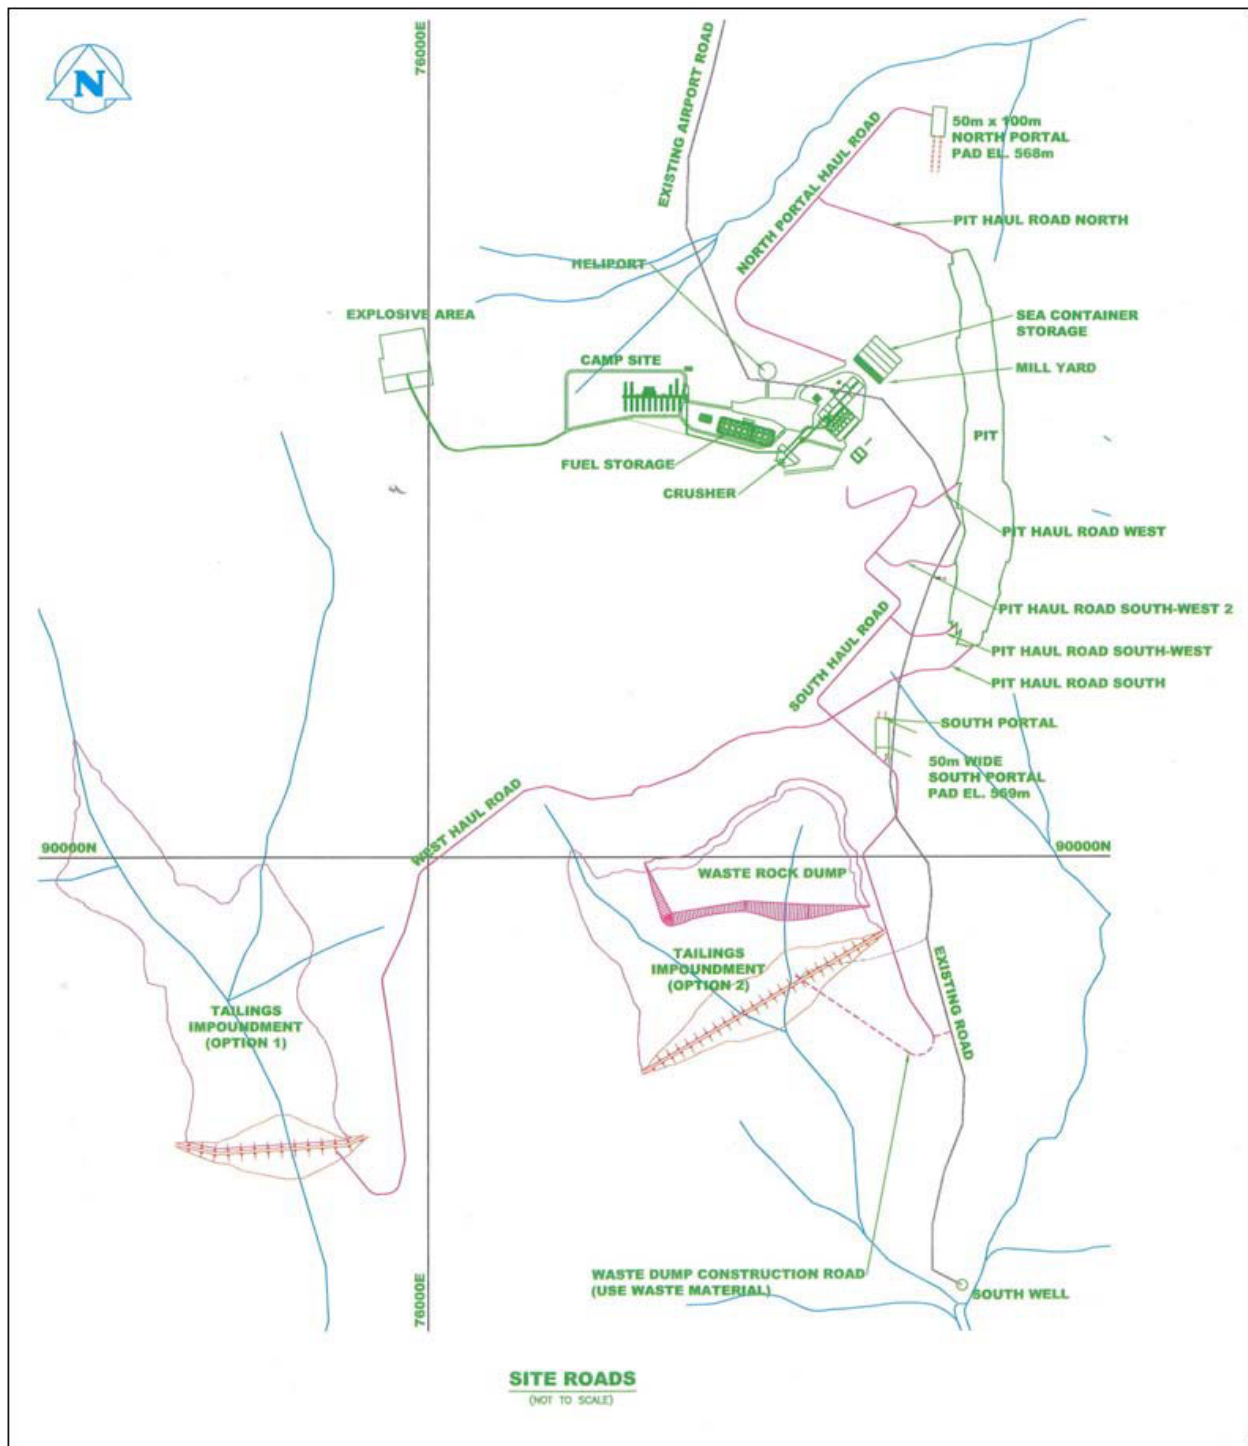 N
76000E
EXISTING AIRPORT ROAD
50m x 100m
NORTH PORTAL
PAD EL. 568m
NORTH PORTAL HAUL ROAD
PIT HAUL ROAD NORTH
HELIPORT
EXPLOSIVE AREA
SEA CONTAINER
STORAGE
CAMP SITE
MILL YARD
PIT
FUEL STORAGE
CRUSHER
PIT HAUL ROAD WEST
PIT HAUL ROAD SOUTH-WEST 2
SOUTH HAUL ROAD
PIT HAUL ROAD SOUTH-WEST
PIT HAUL ROAD SOUTH
SOUTH PORTAL
50m WIDE
SOUTH PORTAL
PAD EL. 569m
WEST HAUL ROAD
90000N
90000N
WASTE ROCK DUMP
TAILINGS
IMPOUNDMENT
(OPTION 2)
EXISTING ROAD
TAILINGS
IMPOUNDMENT
(OPTION 1)
WASTE DUMP CONSTRUCTION ROAD
(USE WASTE MATERIAL)
SOUTH WELL
76000E
SITE ROADS
(NOT TO SCALE)